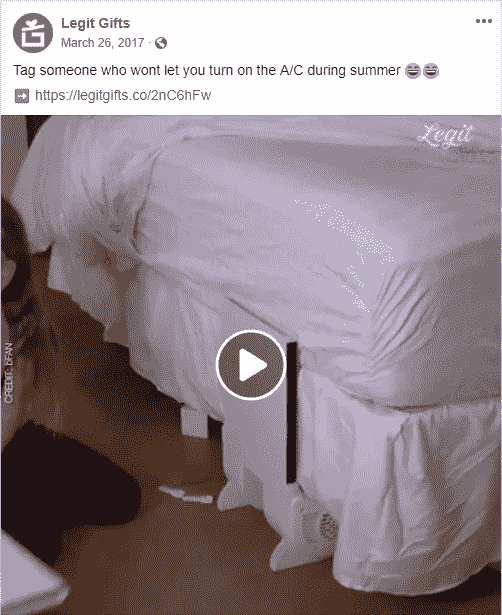 Legit Gifts
March 26, 2017 ·
Tag someone who wont let you turn on the A/C during summer 😆😆
➡ https://legitgifts.co/2nC6hFw
Legit
CREDIT: bFAN